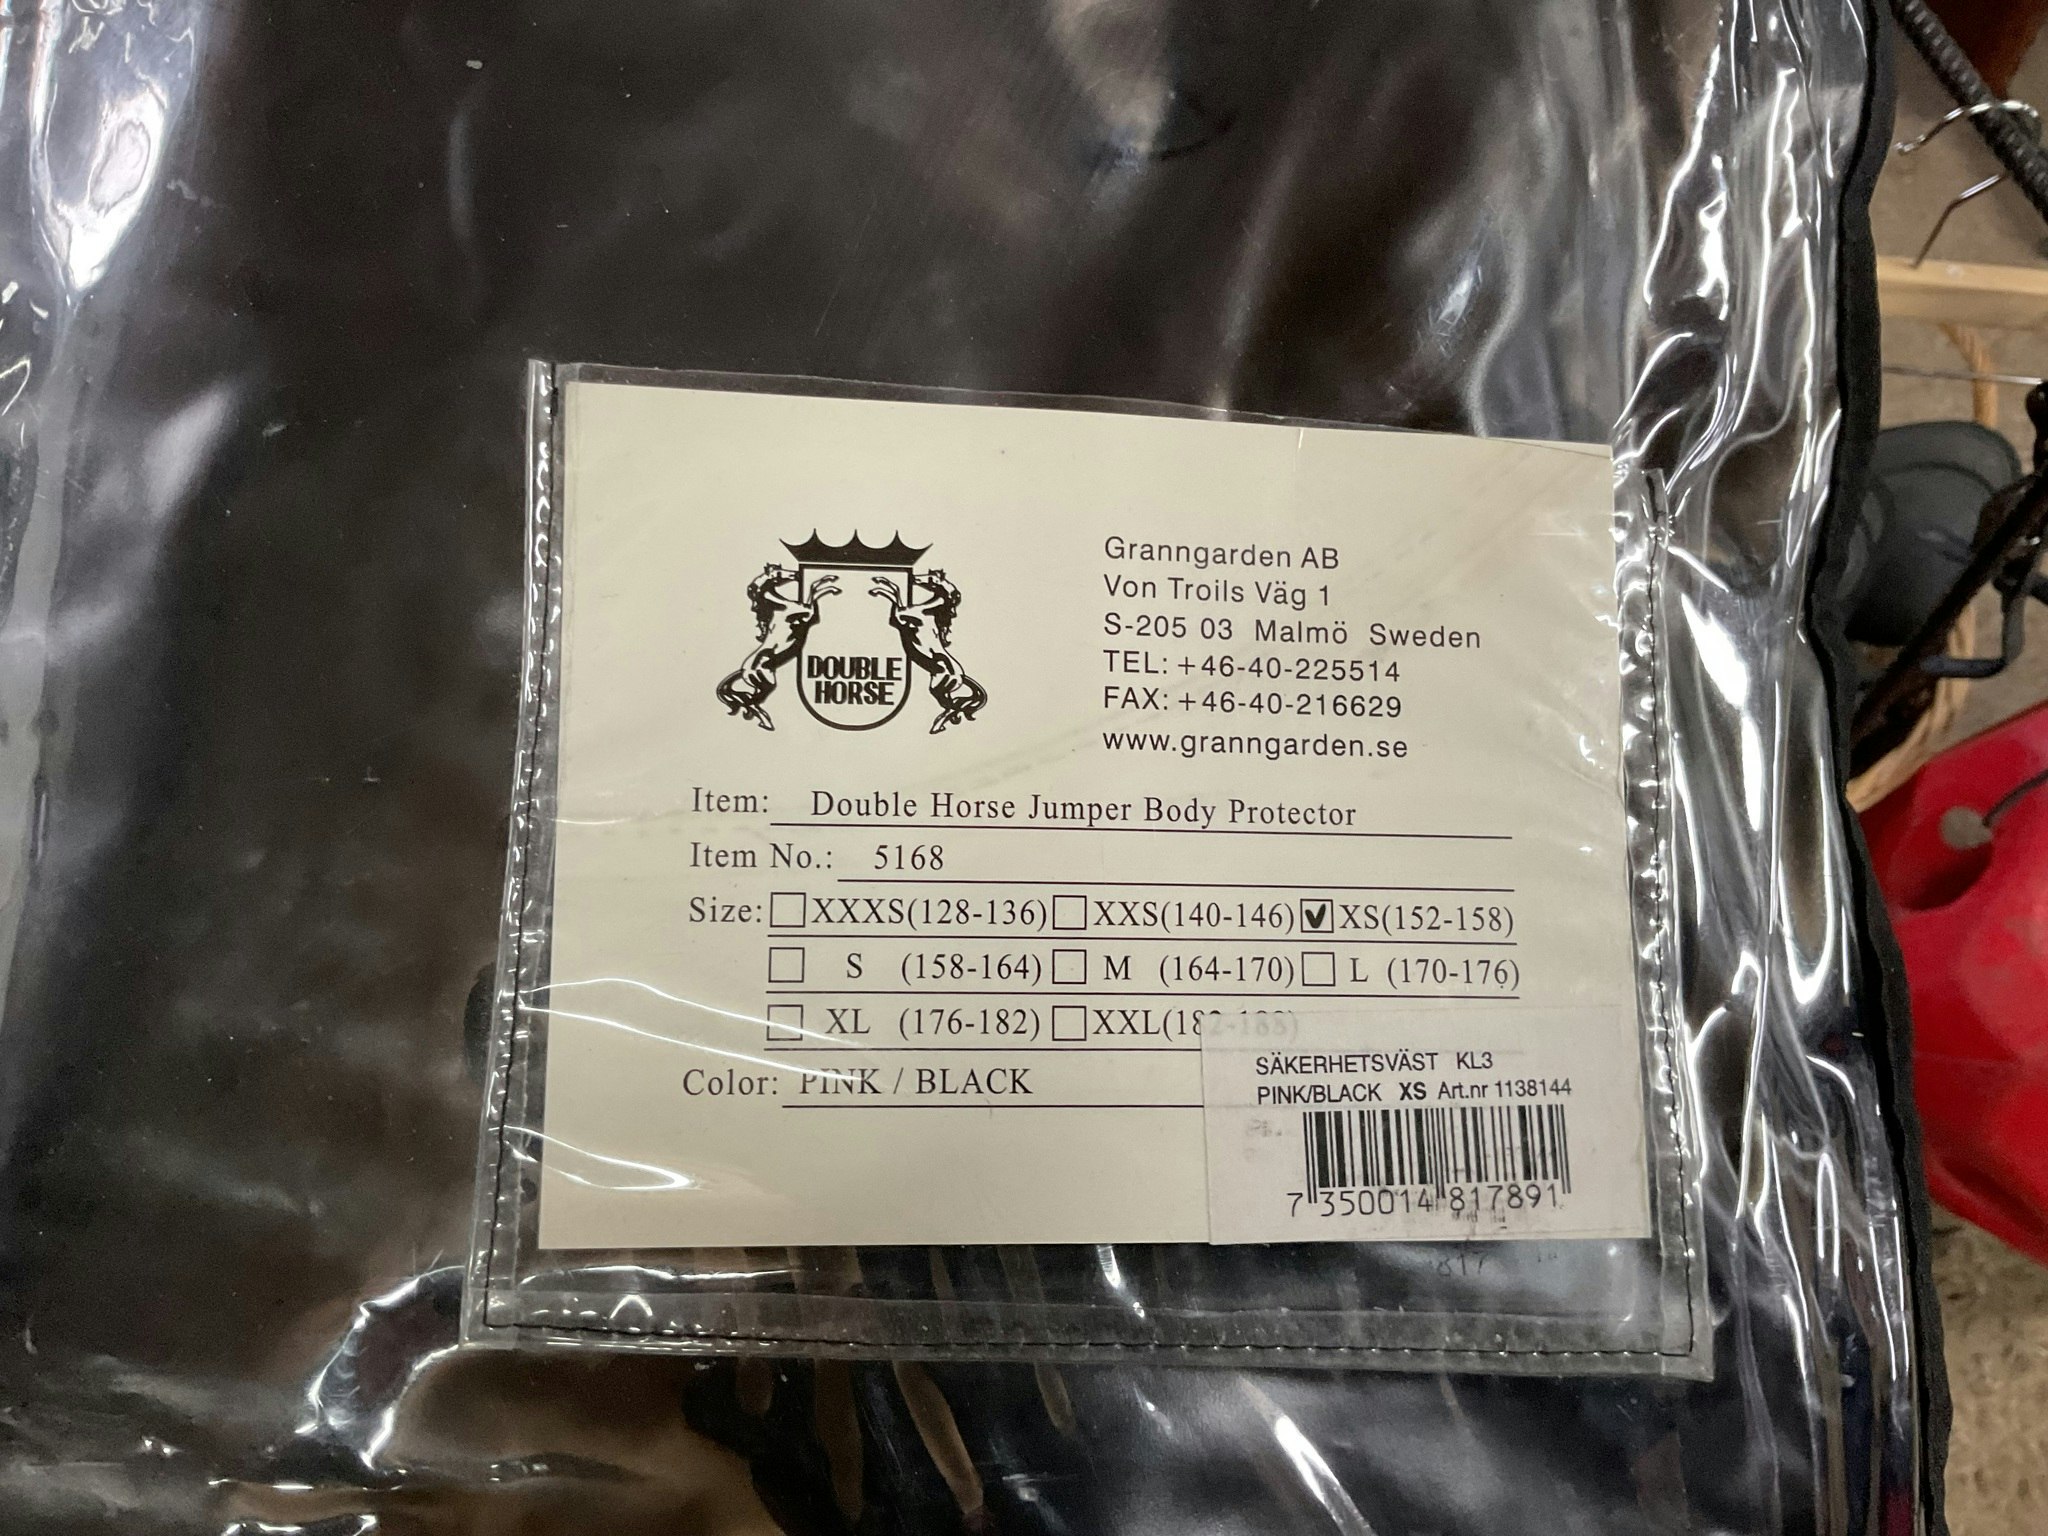 DOUBLE
HORSE
Granngarden AB
Von Troils Väg 1
S-205 03 Malmö Sweden
TEL: +46-40-225514
FAX: +46-40-216629
www.granngarden.se
Item: Double Horse Jumper Body Protector
Item No.: 5168
Size: XXXS(128-136) XXS(140-146) XS(152-158)
S (158-164) M (164-170) L (170-176)
XL (176-182) XXL(182-188)
Color: PINK / BLACK
SÄKERHETSVÄST KL3
PINK/BLACK XS Art.nr 1138144
7 350014 817891